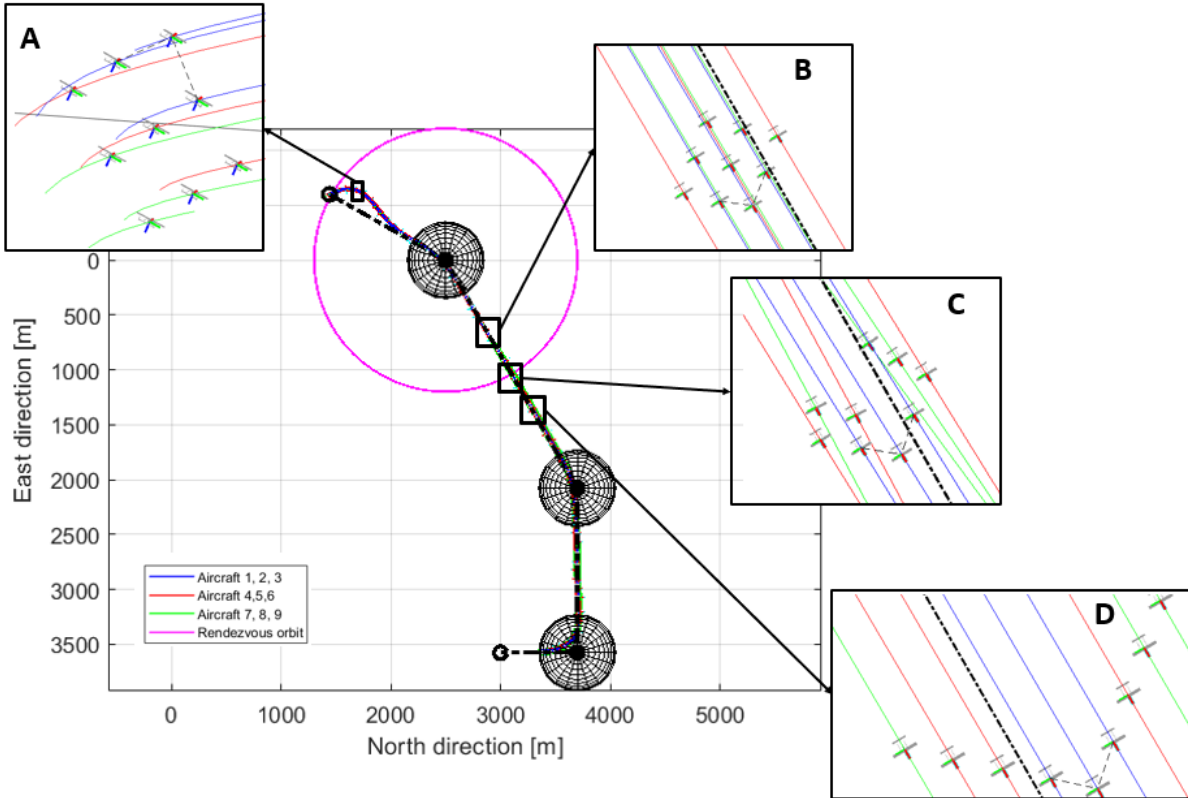 A
B
C
D
0
500
1000
1500
2000
2500
3000
3500
East direction [m]
0
1000
2000
3000
4000
5000
North direction [m]
Aircraft 1, 2, 3
Aircraft 4,5,6
Aircraft 7, 8, 9
Rendezvous orbit